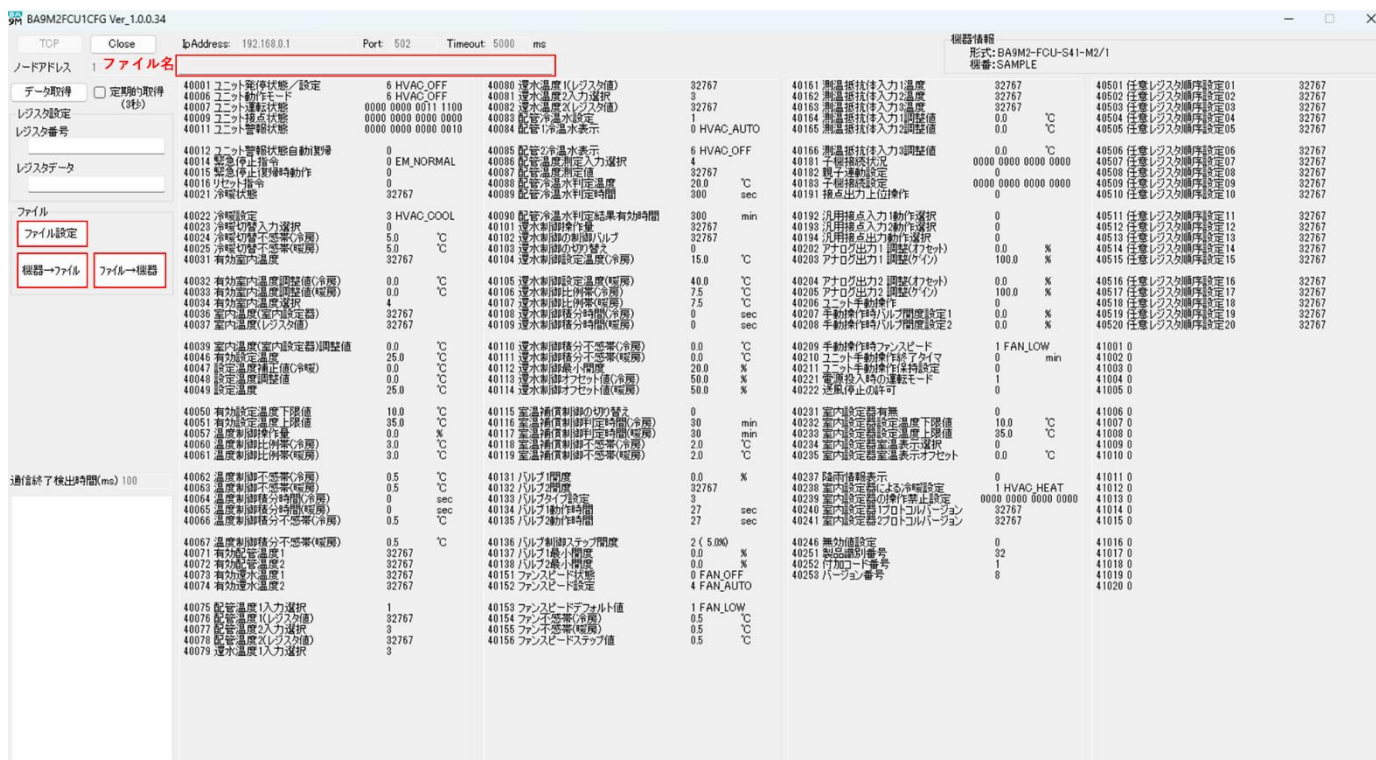 BA9M2FCU1CFG Ver_1.0.0.34
TCP Close IpAddress: 192.168.0.1 Port: 502 Timeout: 5000 ms
機器情報
形式:BA9M2-FCU-S41-M2/1
機番:SAMPLE
ノードアドレス 1 ファイル名
データ取得 定期的取得(3秒)
レジスタ設定
レジスタ番号
レジスタデータ
ファイル
ファイル設定
機器→ファイル ファイル→機器
通信終了検出時間(ms) 100
40001 ユニット発停状態/設定 6 HVAC_OFF
40006 ユニット動作モード 6 HVAC_OFF
40007 ユニット運転状態 0000 0000 0011 1100
40009 ユニット接点状態 0000 0000 0000 0000
40011 ユニット警報状態 0000 0000 0000 0010
40012 ユニット警報状態自動復帰 0
40014 緊急停止指令 0 EM_NORMAL
40015 緊急停止復帰時動作 0
40016 リセット指令 0
40021 冷暖状態 32767
40022 冷暖設定 3 HVAC_COOL
40023 冷暖切替入力選択 0
40024 冷暖切替不感帯(冷房) 5.0 ℃
40025 冷暖切替不感帯(暖房) 5.0 ℃
40031 有効室内温度 32767
40032 有効室内温度調整値(冷房) 0.0 ℃
40033 有効室内温度調整値(暖房) 0.0 ℃
40034 有効室内温度選択 4
40036 室内温度(室内設定器) 32767
40037 室内温度(レジスタ値) 32767
40039 室内温度(室内設定器)調整値 0.0 ℃
40046 有効設定温度 25.0 ℃
40047 設定温度補正値(冷暖) 0.0 ℃
40048 設定温度調整値 0.0 ℃
40049 設定温度 25.0 ℃
40050 有効設定温度下限値 10.0 ℃
40051 有効設定温度上限値 35.0 ℃
40057 温度制御操作量 0.0 %
40060 温度制御比例帯(冷房) 3.0 ℃
40061 温度制御比例帯(暖房) 3.0 ℃
40062 温度制御不感帯(冷房) 0.5 ℃
40063 温度制御不感帯(暖房) 0.5 ℃
40064 温度制御積分時間(冷房) 0 sec
40065 温度制御積分時間(暖房) 0 sec
40066 温度制御積分不感帯(冷房) 0.5 ℃
40067 温度制御積分不感帯(暖房) 0.5 ℃
40071 有効配管温度1 32767
40072 有効配管温度2 32767
40073 有効還水温度1 32767
40074 有効還水温度2 32767
40075 配管温度1入力選択 1
40076 配管温度1(レジスタ値) 32767
40077 配管温度2入力選択 3
40078 配管温度2(レジスタ値) 32767
40079 還水温度1入力選択 3
40080 還水温度1(レジスタ値) 32767
40081 還水温度2入力選択 3
40082 還水温度2(レジスタ値) 32767
40083 配管冷温水設定 1
40084 配管1冷温水表示 0 HVAC_AUTO
40085 配管2冷温水表示 6 HVAC_OFF
40086 配管温度測定入力選択 4
40087 配管温度測定値 32767
40088 配管冷温水判定温度 20.0 ℃
40089 配管冷温水判定時間 300 sec
40090 配管冷温水判定結果有効時間 300 min
40101 還水制御操作量 32767
40102 還水制御の制御バルブ 32767
40103 還水制御の切り替え 0
40104 還水制御設定温度(冷房) 15.0 ℃
40105 還水制御設定温度(暖房) 40.0 ℃
40106 還水制御比例帯(冷房) 7.5 ℃
40107 還水制御比例帯(暖房) 7.5 ℃
40108 還水制御積分時間(冷房) 0 sec
40109 還水制御積分時間(暖房) 0 sec
40110 還水制御積分不感帯(冷房) 0.0 ℃
40111 還水制御積分不感帯(暖房) 0.0 ℃
40112 還水制御最小開度 20.0 %
40113 還水制御オフセット値(冷房) 50.0 %
40114 還水制御オフセット値(暖房) 50.0 %
40115 室温補償制御の切り替え 0
40116 室温補償制御判定時間(冷房) 30 min
40117 室温補償制御判定時間(暖房) 30 min
40118 室温補償制御不感帯(冷房) 2.0 ℃
40119 室温補償制御不感帯(暖房) 2.0 ℃
40131 バルブ1開度 0.0 %
40132 バルブ2開度 32767
40133 バルブタイプ設定 3
40134 バルブ1動作時間 27 sec
40135 バルブ2動作時間 27 sec
40136 バルブ制御ステップ開度 2 ( 5.0%)
40137 バルブ1最小開度 0.0 %
40138 バルブ2最小開度 0.0 %
40151 ファンスピード状態 0 FAN_OFF
40152 ファンスピード設定 4 FAN_AUTO
40153 ファンスピードデフォルト値 1 FAN_LOW
40154 ファン不感帯(冷房) 0.5 ℃
40155 ファン不感帯(暖房) 0.5 ℃
40156 ファンスピードステップ値 0.5 ℃
40161 測温抵抗体入力1温度 32767
40162 測温抵抗体入力2温度 32767
40163 測温抵抗体入力3温度 32767
40164 測温抵抗体入力1調整値 0.0 ℃
40165 測温抵抗体入力2調整値 0.0 ℃
40166 測温抵抗体入力3調整値 0.0 ℃
40181 子機接続状況 0000 0000 0000 0000
40182 親子連動設定 0
40183 子機接続設定 0000 0000 0000 0000
40191 接点出力上位操作 0
40192 汎用接点入力1動作選択 0
40193 汎用接点入力2動作選択 0
40194 汎用接点出力動作選択 0
40202 アナログ出力1 調整(オフセット) 0.0 %
40203 アナログ出力1 調整(ゲイン) 100.0 %
40204 アナログ出力2 調整(オフセット) 0.0 %
40205 アナログ出力2 調整(ゲイン) 100.0 %
40206 ユニット手動操作 0
40207 手動操作時バルブ開度設定1 0.0 %
40208 手動操作時バルブ開度設定2 0.0 %
40209 手動操作時ファンスピード 1 FAN_LOW
40210 ユニット手動操作終了タイマ 0 min
40211 ユニット手動操作保持設定 0
40221 電源投入時の運転モード 1
40222 送風停止の許可 0
40231 室内設定器有無 0
40232 室内設定器設定温度下限値 10.0 ℃
40233 室内設定器設定温度上限値 35.0 ℃
40234 室内設定器室温表示選択 0
40235 室内設定器室温表示オフセット 0.0 ℃
40237 降雨情報表示 0
40238 室内設定器による冷暖設定 1 HVAC_HEAT
40239 室内設定器の操作禁止設定 0000 0000 0000 0000
40240 室内設定器1プロトコルバージョン 32767
40241 室内設定器2プロトコルバージョン 32767
40246 無効値設定 0
40251 製品識別番号 32
40252 付加コード番号 1
40253 バージョン番号 8
40501 任意レジスタ順序設定01 32767
40502 任意レジスタ順序設定02 32767
40503 任意レジスタ順序設定03 32767
40504 任意レジスタ順序設定04 32767
40505 任意レジスタ順序設定05 32767
40506 任意レジスタ順序設定06 32767
40507 任意レジスタ順序設定07 32767
40508 任意レジスタ順序設定08 32767
40509 任意レジスタ順序設定09 32767
40510 任意レジスタ順序設定10 32767
40511 任意レジスタ順序設定11 32767
40512 任意レジスタ順序設定12 32767
40513 任意レジスタ順序設定13 32767
40514 任意レジスタ順序設定14 32767
40515 任意レジスタ順序設定15 32767
40516 任意レジスタ順序設定16 32767
40517 任意レジスタ順序設定17 32767
40518 任意レジスタ順序設定18 32767
40519 任意レジスタ順序設定19 32767
40520 任意レジスタ順序設定20 32767
41001 0
41002 0
41003 0
41004 0
41005 0
41006 0
41007 0
41008 0
41009 0
41010 0
41011 0
41012 0
41013 0
41014 0
41015 0
41016 0
41017 0
41018 0
41019 0
41020 0